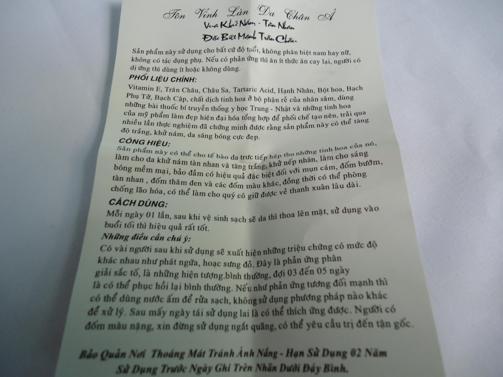 Tôn Vinh Làn Da Chân Á
Vua Khử Nám - Tàn Nhan
Đặc Biệt Mạnh Trân Châu
Sản phẩm này sử dụng cho bất cứ độ tuổi, không phân biệt nam hay nữ,
không có tác dụng phụ. Nếu có phản ứng thì ăn ít thức ăn cay lại, người có
dị ứng thì dùng ít hoặc không dùng.
PHỐI LIỆU CHÍNH:
Vitamin E, Trân Châu, Châu Sa, Tartaric Acid, Hạnh Nhân, Bột hoa, Bạch
Phụ Tử, Bạch Cập, chất dịch tinh hoa ở bộ phận rễ của nhân sâm, dùng
những bài thuốc bí truyền thống y học Trung - Nhật và những tinh hoa
của mỹ phẩm làm đẹp hiện đại hóa tổng hợp để phối chế tạo nên, trải qua
nhiều lần thực nghiệm đã chứng minh được rằng sản phẩm này có thể tăng
độ trắng, khử nám, da sáng bóng cực đẹp.
CÔNG HIỆU:
Sản phẩm này có thể cho tế bào da trực tiếp hấp thu những tinh hoa của nó,
làm cho da khử nám tàn nhan và tăng trắng, khử nếp nhăn, làm cho sáng
bóng mềm mại, bảo đảm có hiệu quả đặc biệt đối với mụn cám, đốm bướm,
tàn nhan, đốm thâm đen và các đốm màu khác, đồng thời có thể phòng
chống lão hóa, có thể làm cho quý cô giữ được vẻ thanh xuân lâu dài.
CÁCH DÙNG:
Mỗi ngày 01 lần, sau khi vệ sinh sạch sẽ da thì thoa lên mặt, sử dụng vào
buổi tối thì hiệu quả rất tốt.
Những điều cần chú ý:
Có vài người sau khi sử dụng sẽ xuất hiện những triệu chứng có mức độ
khác nhau như phát ngứa, hoặc sưng đỏ. Đây là phản ứng phân
giải sắc tố, là những hiện tượng bình thường, đợi 03 đến 05 ngày
là có thể phục hồi lại bình thường. Nếu như phản ứng tương đối mạnh thì
có thể dùng nước ấm để rửa sạch, không sử dụng phương pháp nào khác
để xử lý. Sau mấy ngày tái sử dụng lại là có thể thích ứng được. Người có
đốm màu nặng, xin đừng sử dụng ngắt quãng, có thể yêu cầu trị đến tận gốc.
Bảo Quản Nơi Thoáng Mát Tránh Ánh Nắng - Hạn Sử Dụng 02 Năm
Sử Dụng Trước Ngày Ghi Trên Nhãn Dưới Đáy Bình.